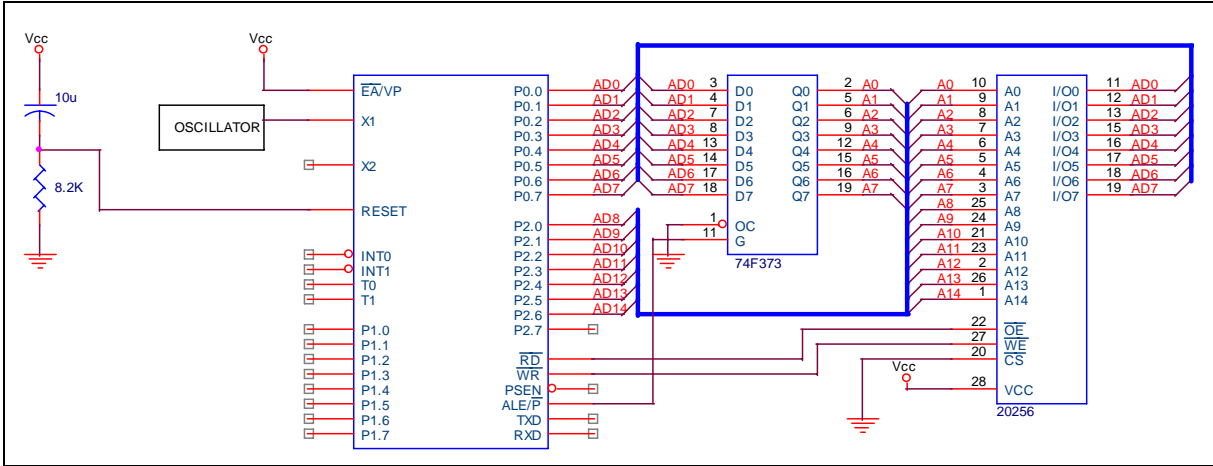 Vcc
10u
8.2K
Vcc
OSCILLATOR
EA/VP
X1
X2
RESET
INT0
INT1
T0
T1
P1.0
P1.1
P1.2
P1.3
P1.4
P1.5
P1.6
P1.7
P0.0 AD0
P0.1 AD1
P0.2 AD2
P0.3 AD3
P0.4 AD4
P0.5 AD5
P0.6 AD6
P0.7 AD7
P2.0 AD8
P2.1 AD9
P2.2 AD10
P2.3 AD11
P2.4 AD12
P2.5 AD13
P2.6 AD14
P2.7
RD
WR
PSEN
ALE/P
TXD
RXD
AD0 3 D0 Q0 2 A0
AD1 4 D1 Q1 5 A1
AD2 7 D2 Q2 6 A2
AD3 8 D3 Q3 9 A3
AD4 13 D4 Q4 12 A4
AD5 14 D5 Q5 15 A5
AD6 17 D6 Q6 16 A6
AD7 18 D7 Q7 19 A7
1 OC
11 G
74F373
A0 10 A0 I/O0 11 AD0
A1 9 A1 I/O1 12 AD1
A2 8 A2 I/O2 13 AD2
A3 7 A3 I/O3 15 AD3
A4 6 A4 I/O4 16 AD4
A5 5 A5 I/O5 17 AD5
A6 4 A6 I/O6 18 AD6
A7 3 A7 I/O7 19 AD7
A8 25 A8
A9 24 A9
A10 21 A10
A11 23 A11
A12 2 A12
A13 26 A13
A14 1 A14
22 OE
27 WE
20 CS
Vcc 28 VCC
20256